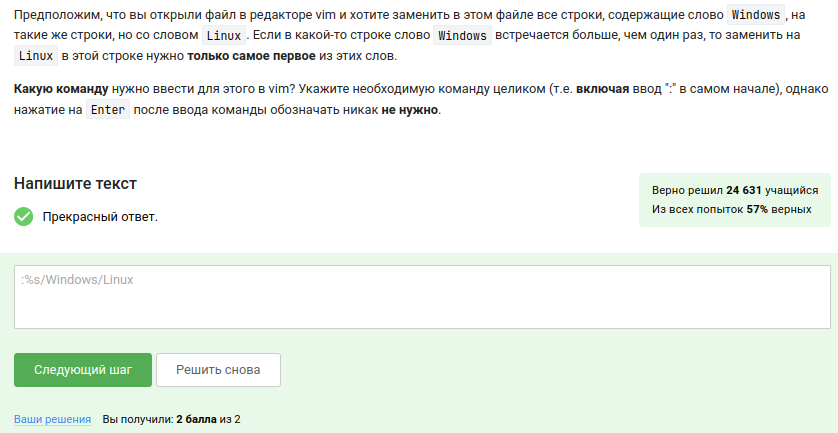 Предположим, что вы открыли файл в редакторе vim и хотите заменить в этом файле все строки, содержащие слово Windows , на
такие же строки, но со словом Linux . Если в какой-то строке слово Windows встречается больше, чем один раз, то заменить на
Linux в этой строке нужно только самое первое из этих слов.
Какую команду нужно ввести для этого в vim? Укажите необходимую команду целиком (т.е. включая ввод ":" в самом начале), однако
нажатие на Enter после ввода команды обозначать никак не нужно.
Напишите текст
Верно решил 24 631 учащийся
Из всех попыток 57% верных
Прекрасный ответ.
:%s/Windows/Linux
Следующий шаг Решить снова
Ваши решения Вы получили: 2 балла из 2